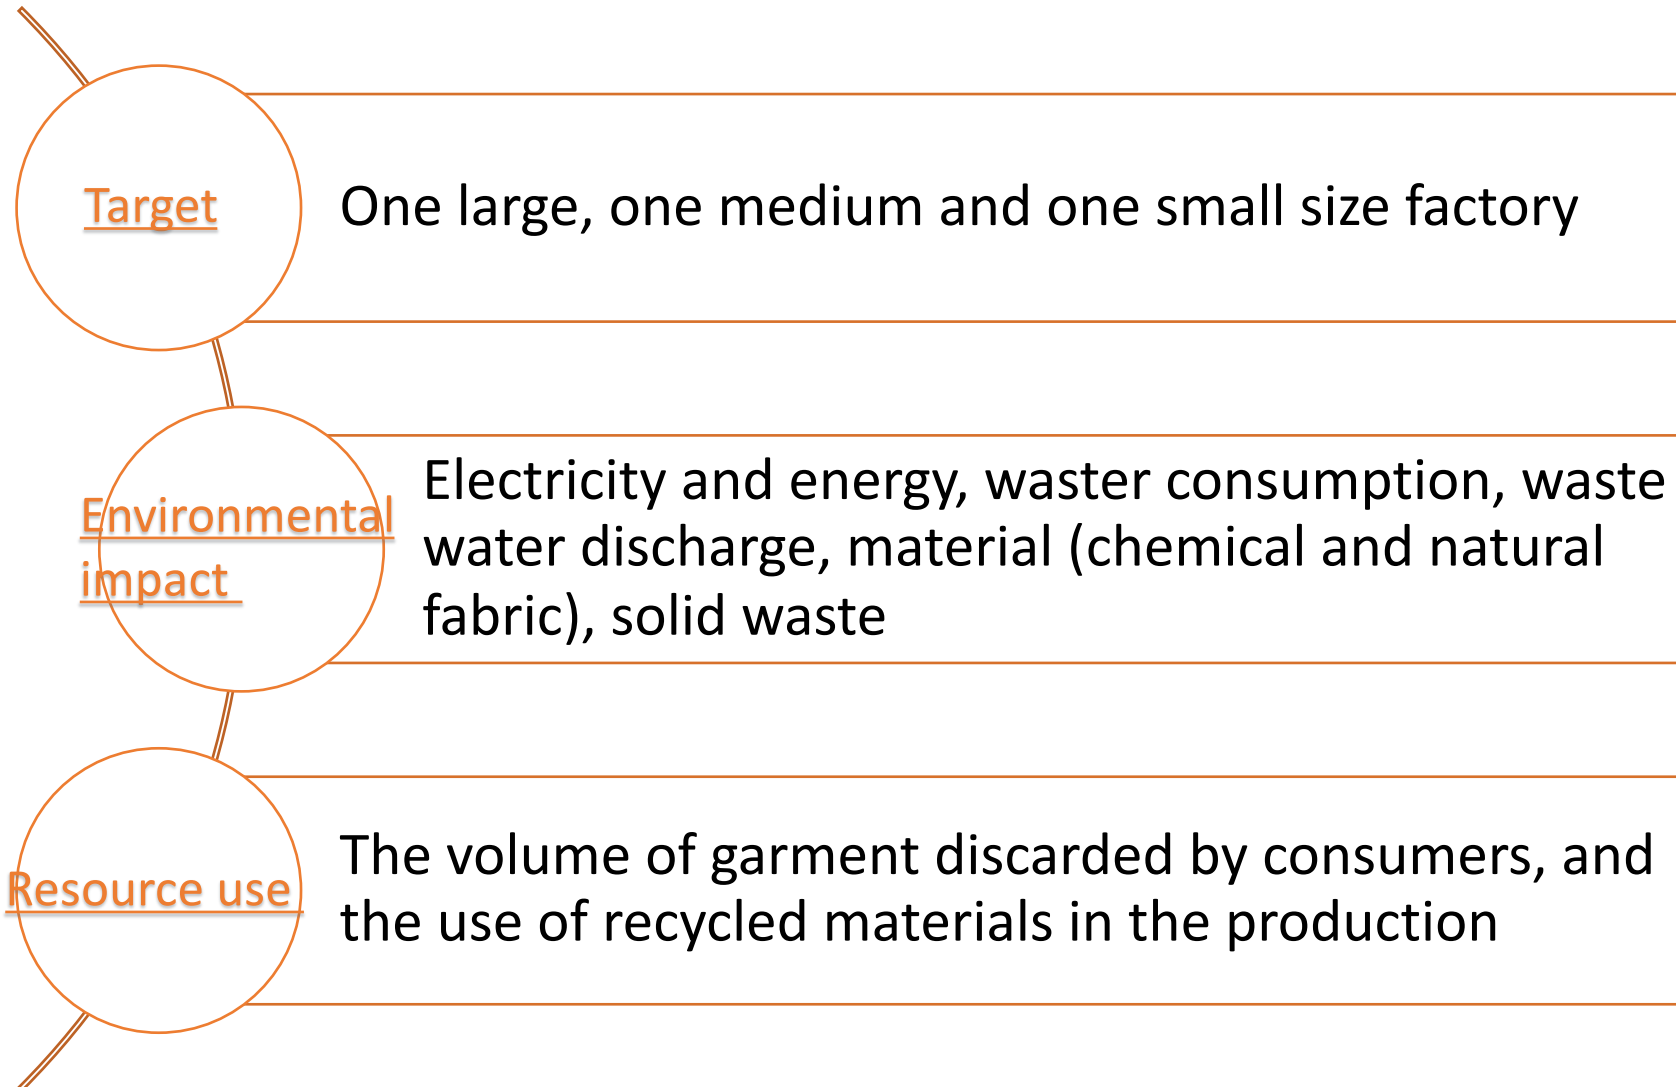 Target
One large, one medium and one small size factory
Environmental
impact
Electricity and energy, waster consumption, waste
water discharge, material (chemical and natural
fabric), solid waste
Resource use
The volume of garment discarded by consumers, and
the use of recycled materials in the production